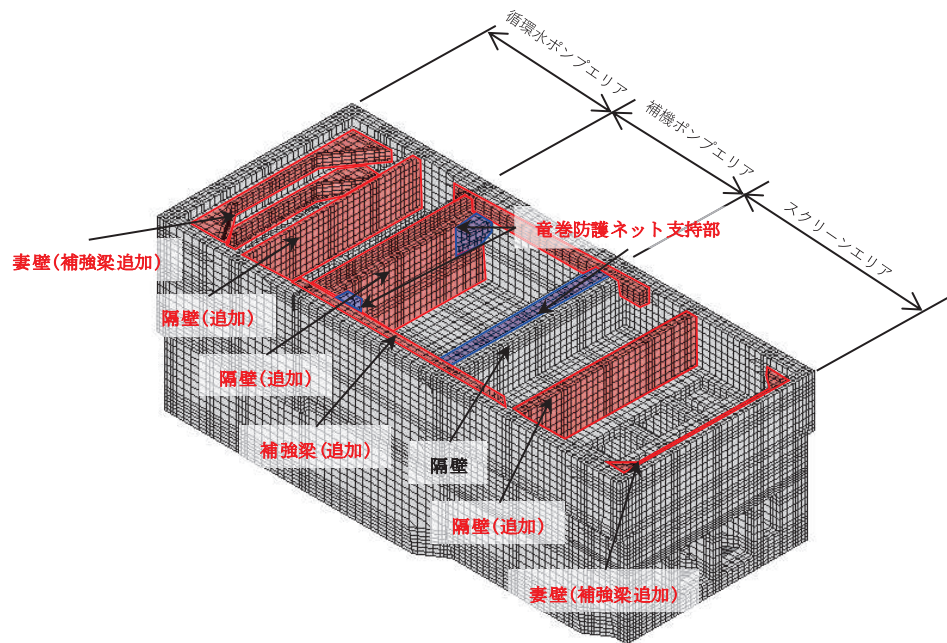 循環水ポンプエリア
補機ポンプエリア
スクリーンエリア
竜巻防護ネット支持部
妻壁(補強梁追加)
隔壁(追加)
隔壁(追加)
補強梁(追加)
隔壁
隔壁(追加)
妻壁(補強梁追加)